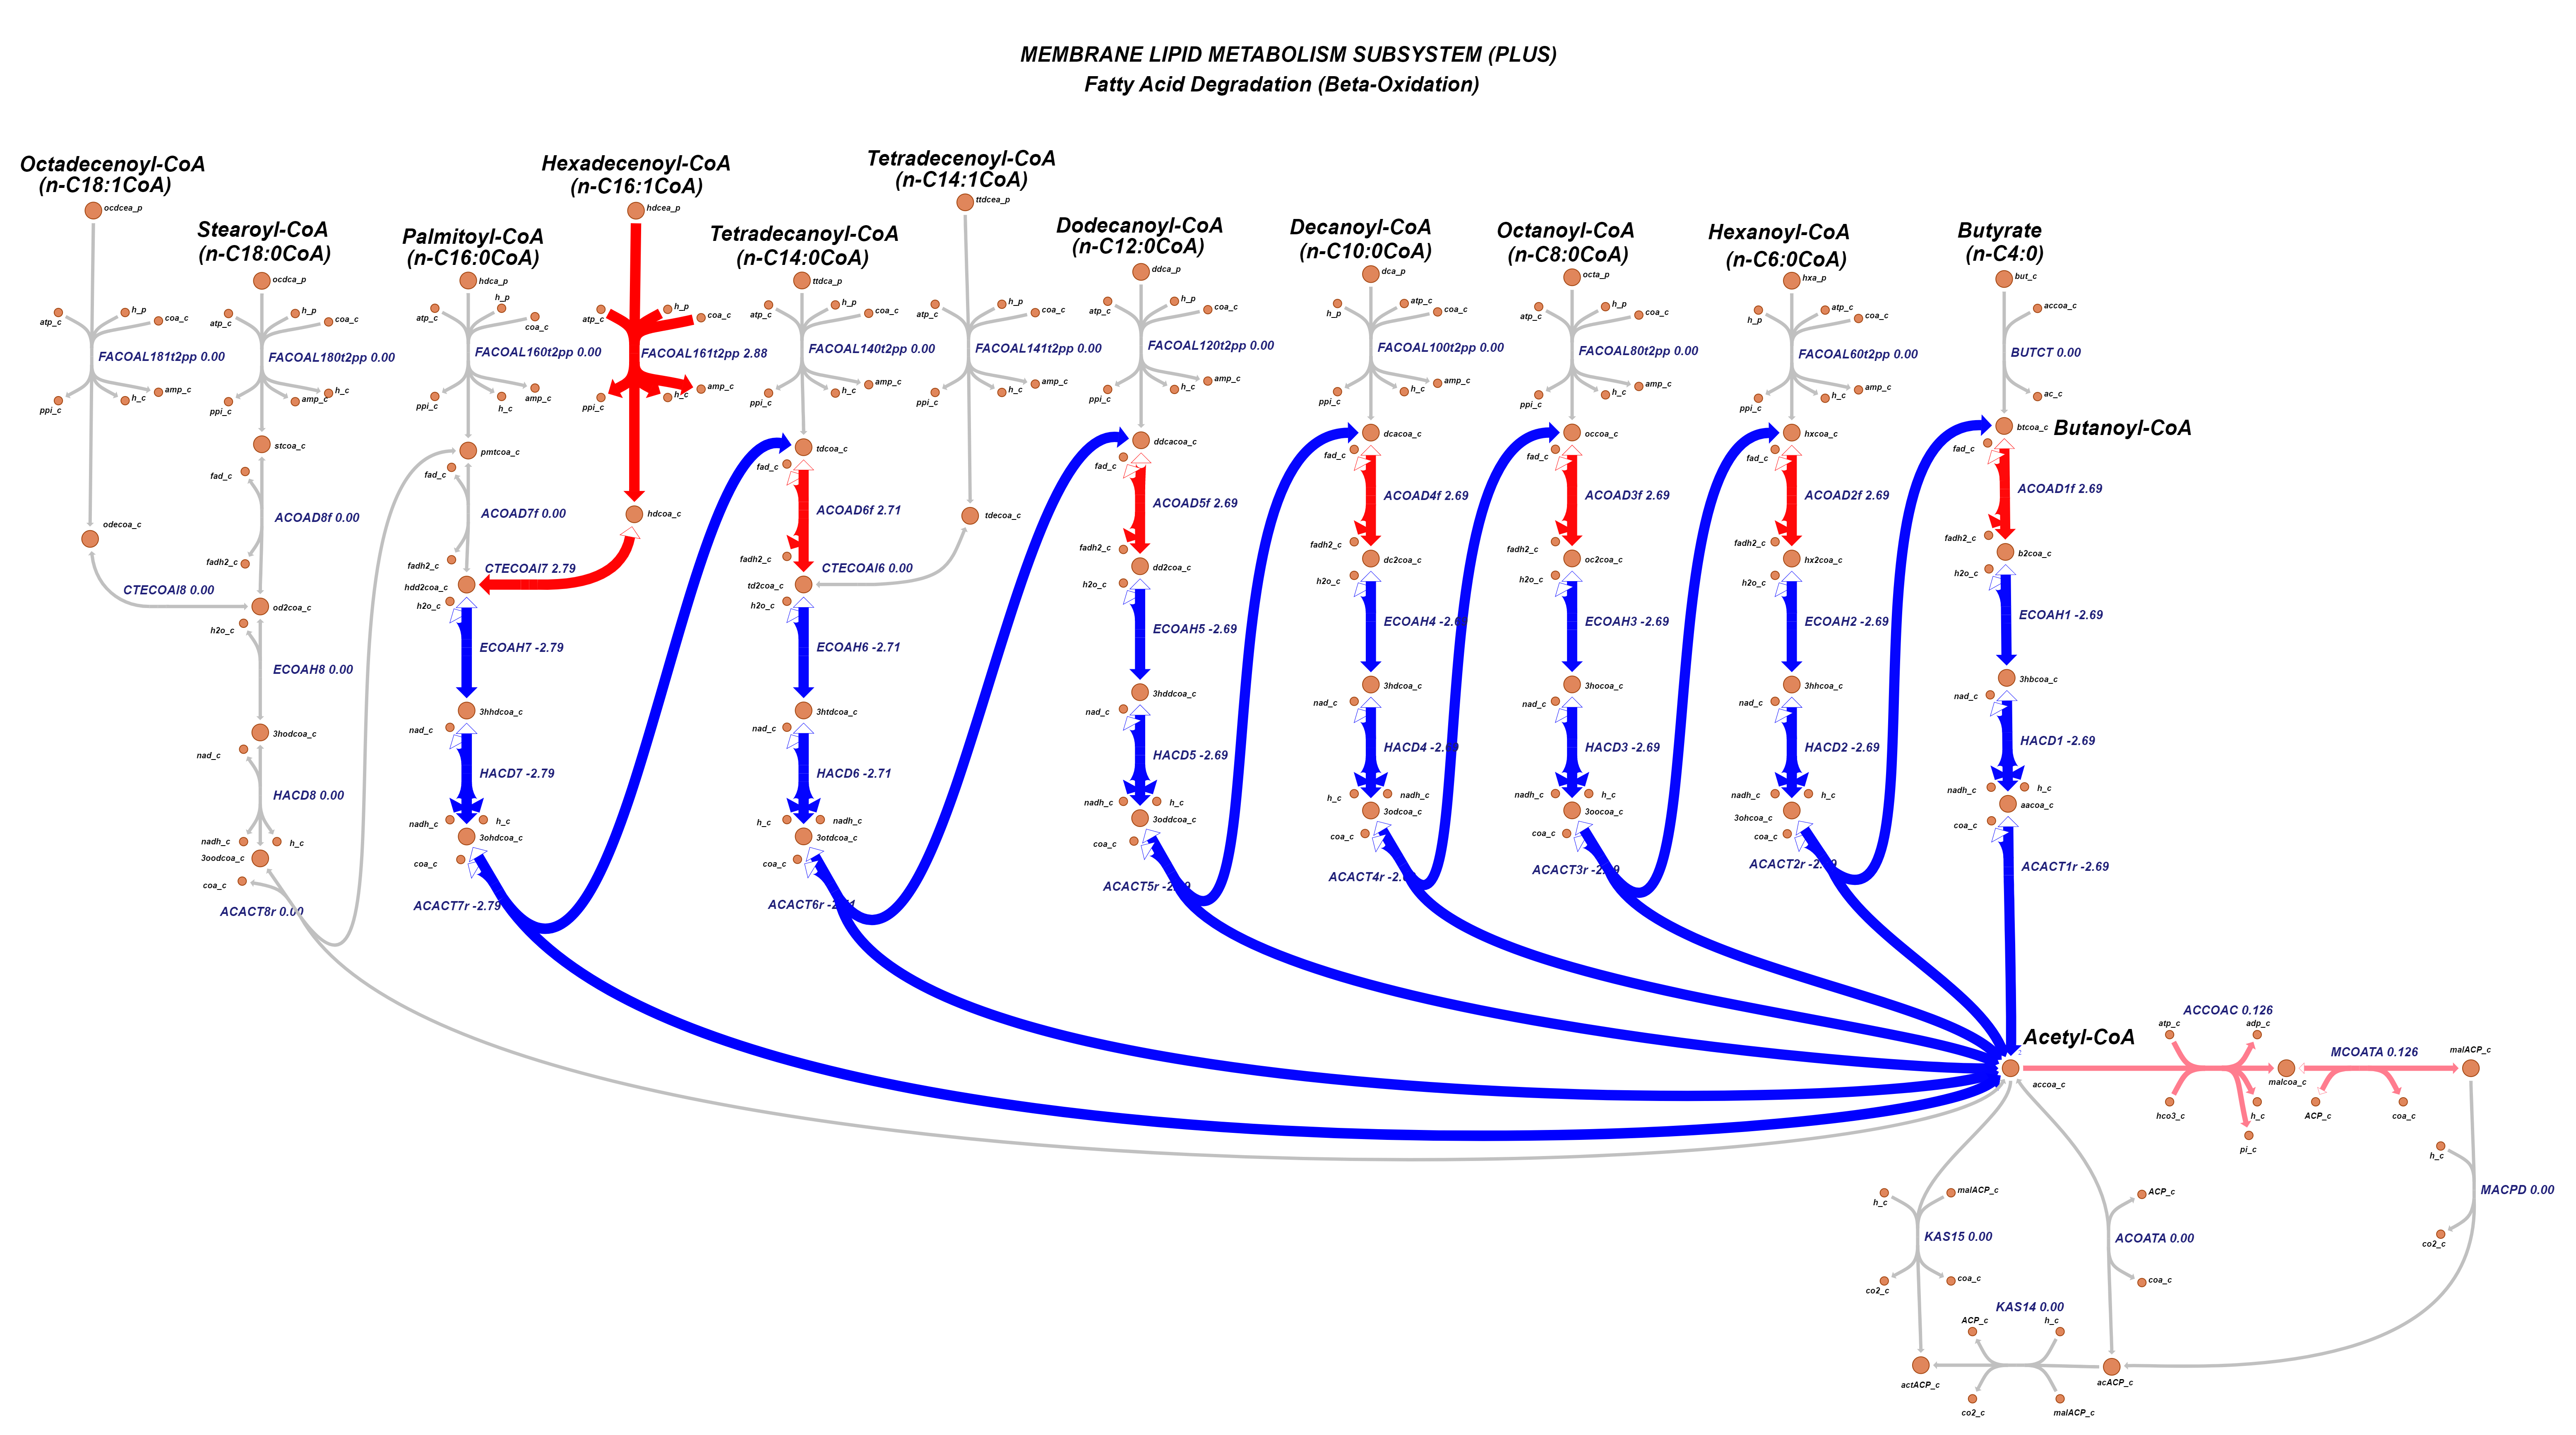 MEMBRANE LIPID METABOLISM SUBSYSTEM (PLUS)
Fatty Acid Degradation (Beta-Oxidation)
Octadecenoyl-CoA
(n-C18:1CoA)
ocdcea_p
atp_c
h_p
coa_c
FACOAL181t2pp 0.00
ppi_c
h_c
amp_c
odecoa_c
CTECOAI8 0.00
Stearoyl-CoA
(n-C18:0CoA)
ocdca_p
atp_c
h_p
coa_c
FACOAL180t2pp 0.00
ppi_c
amp_c
h_c
stcoa_c
fad_c
ACOAD8f 0.00
fadh2_c
od2coa_c
h2o_c
ECOAH8 0.00
3hodcoa_c
nad_c
HACD8 0.00
nadh_c
h_c
3oodcoa_c
coa_c
ACACT8r 0.00
Palmitoyl-CoA
(n-C16:0CoA)
hdca_p
atp_c
h_p
coa_c
FACOAL160t2pp 0.00
ppi_c
h_c
amp_c
pmtcoa_c
fad_c
ACOAD7f 0.00
fadh2_c
hdd2coa_c
h2o_c
ECOAH7 -2.79
3hhdcoa_c
nad_c
HACD7 -2.79
nadh_c
h_c
3ohdcoa_c
coa_c
ACACT7r -2.79
Hexadecenoyl-CoA
(n-C16:1CoA)
hdcea_p
atp_c
h_p
coa_c
FACOAL161t2pp 2.88
ppi_c
h_c
amp_c
hdcoa_c
CTECOAI7 2.79
Tetradecanoyl-CoA
(n-C14:0CoA)
ttdca_p
atp_c
h_p
coa_c
FACOAL140t2pp 0.00
ppi_c
h_c
amp_c
tdcoa_c
fad_c
ACOAD6f 2.71
fadh2_c
td2coa_c
h2o_c
ECOAH6 -2.71
3htdcoa_c
nad_c
HACD6 -2.71
h_c
nadh_c
3otdcoa_c
coa_c
ACACT6r
Tetradecenoyl-CoA
(n-C14:1CoA)
ttdcea_p
atp_c
h_p
coa_c
FACOAL141t2pp 0.00
ppi_c
h_c
amp_c
tdecoa_c
CTECOAI6 0.00
Dodecanoyl-CoA
(n-C12:0CoA)
ddca_p
atp_c
h_p
coa_c
FACOAL120t2pp 0.00
ppi_c
h_c
amp_c
ddcacoa_c
fad_c
ACOAD5f 2.69
fadh2_c
dd2coa_c
h2o_c
ECOAH5 -2.69
3hddcoa_c
nad_c
HACD5 -2.69
nadh_c
h_c
3oddcoa_c
coa_c
ACACT5r
Decanoyl-CoA
(n-C10:0CoA)
dca_p
h_p
atp_c
coa_c
FACOAL100t2pp 0.00
ppi_c
h_c
amp_c
dcacoa_c
fad_c
ACOAD4f 2.69
fadh2_c
dc2coa_c
h2o_c
ECOAH4
3hdcoa_c
nad_c
HACD4 -2.69
h_c
nadh_c
3odcoa_c
coa_c
ACACT4r
Octanoyl-CoA
(n-C8:0CoA)
octa_p
atp_c
h_p
coa_c
FACOAL80t2pp 0.00
ppi_c
h_c
amp_c
occoa_c
fad_c
ACOAD3f 2.69
fadh2_c
oc2coa_c
h2o_c
ECOAH3 -2.69
3hocoa_c
nad_c
HACD3 -2.69
nadh_c
h_c
3oocoa_c
coa_c
ACACT3r
Hexanoyl-CoA
(n-C6:0CoA)
hxa_p
h_p
atp_c
coa_c
FACOAL60t2pp 0.00
ppi_c
h_c
amp_c
hxcoa_c
fad_c
ACOAD2f 2.69
fadh2_c
hx2coa_c
h2o_c
ECOAH2 -2.69
3hhcoa_c
nad_c
HACD2 -2.69
nadh_c
h_c
3ohcoa_c
coa_c
ACACT2r
Butyrate
(n-C4:0)
but_c
accoa_c
BUTCT 0.00
ac_c
btcoa_c
Butanoyl-CoA
fad_c
ACOAD1f 2.69
fadh2_c
b2coa_c
h2o_c
ECOAH1 -2.69
3hbcoa_c
nad_c
HACD1 -2.69
nadh_c
h_c
aacoa_c
coa_c
ACACT1r -2.69
2
Acetyl-CoA
accoa_c
ACCOAC 0.126
atp_c
adp_c
hco3_c
h_c
pi_c
malcoa_c
MCOATA 0.126
ACP_c
coa_c
malACP_c
h_c
MACPD 0.00
co2_c
h_c
malACP_c
KAS15 0.00
co2_c
coa_c
ACP_c
ACOATA 0.00
coa_c
KAS14 0.00
ACP_c
h_c
actACP_c
acACP_c
co2_c
malACP_c